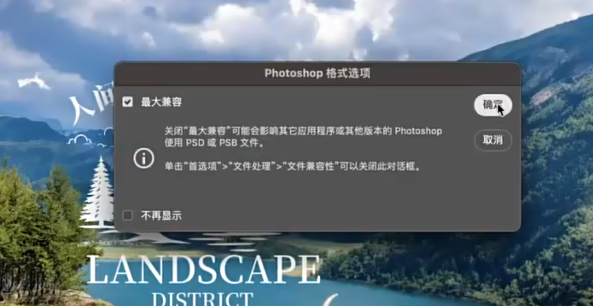 Photoshop 格式选项
人间
最大兼容
确定
关闭“最大兼容”可能会影响其它应用程序或其他版本的 Photoshop
使用 PSD 或 PSB 文件。
取消
单击“首选项”>“文件处理”>“文件兼容性”可以关闭此对话框。
不再显示
LANDSCAPE
DISTRICT